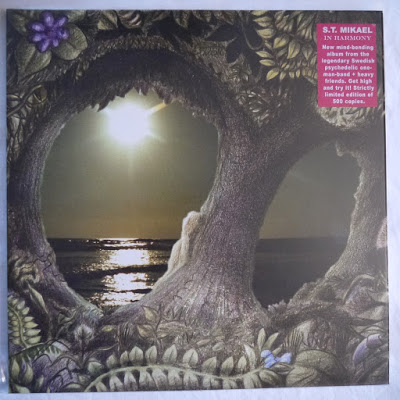 S.T. MIKAEL
IN HARMONY
New mind-bending
album from the
legendary Swedish
psychedelic one-
man-band + heavy
friends. Get high
and try it! Strictly
limited edition of
500 copies.